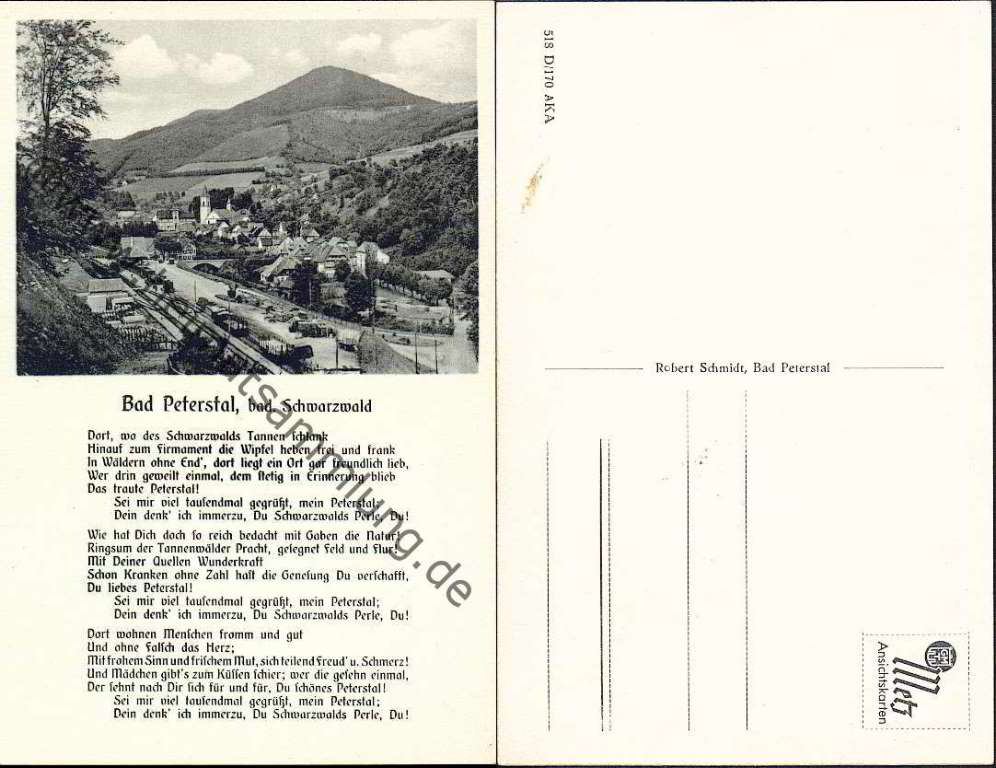 Bad Peterstal, bad. Schwarzwald
Dort, wo des Schwarzwalds Tannen schlank
Hinauf zum Firmament die Wipfel heben frei und frank
In Wäldern ohne End', dort liegt ein Ort gar freundlich lieb,
Wer drin geweilt einmal, dem stetig in Erinnerung blieb
Das traute Peterstal!
Sei mir viel tausendmal gegrüßt, mein Peterstal;
Dein denk' ich immerzu, Du Schwarzwalds Perle, Du!
Wie hat Dich doch so reich bedacht mit Gaben die Natur!
Ringsum der Tannenwälder Pracht, gesegnet Feld und Flur!
Mit Deiner Quellen Wunderkraft
Schon Kranken ohne Zahl hast die Genesung Du verschafft,
Du liebes Peterstal!
Sei mir viel tausendmal gegrüßt, mein Peterstal;
Dein denk' ich immerzu, Du Schwarzwalds Perle, Du!
Dort wohnen Menschen fromm und gut
Und ohne Falsch das Herz;
Mit frohem Sinn und frischem Mut, sich teilend Freud' u. Schmerz!
Und Mädchen gibt's zum Küssen schier; wer die gesehn einmal,
Der sehnt nach Dir sich für und für, Du schönes Peterstal!
Sei mir viel tausendmal gegrüßt, mein Peterstal;
Dein denk' ich immerzu, Du Schwarzwalds Perle, Du!
518 D/170 AKA
Robert Schmidt, Bad Peterstal
Metz
Ansichtskarten